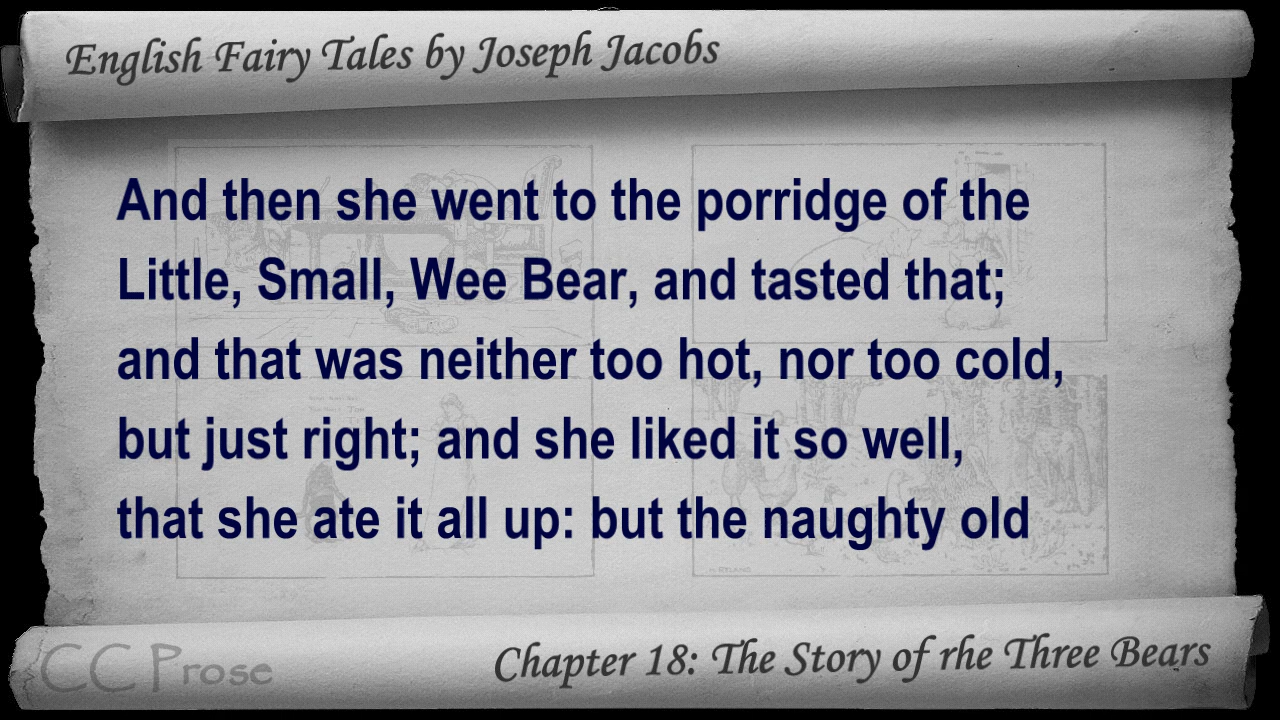 English Fairy Tales by Joseph Jacobs
And then she went to the porridge of the
Little, Small, Wee Bear, and tasted that;
and that was neither too hot, nor too cold,
but just right; and she liked it so well,
that she ate it all up: but the naughty old
CC Prose
Chapter 18: The Story of rhe Three Bears